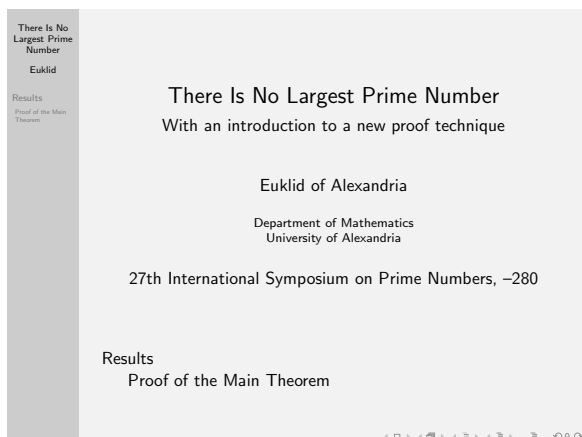 There Is No
Largest Prime
Number
Euklid
Results
Proof of the Main
Theorem
There Is No Largest Prime Number
With an introduction to a new proof technique
Euklid of Alexandria
Department of Mathematics
University of Alexandria
27th International Symposium on Prime Numbers, –280
Results
Proof of the Main Theorem